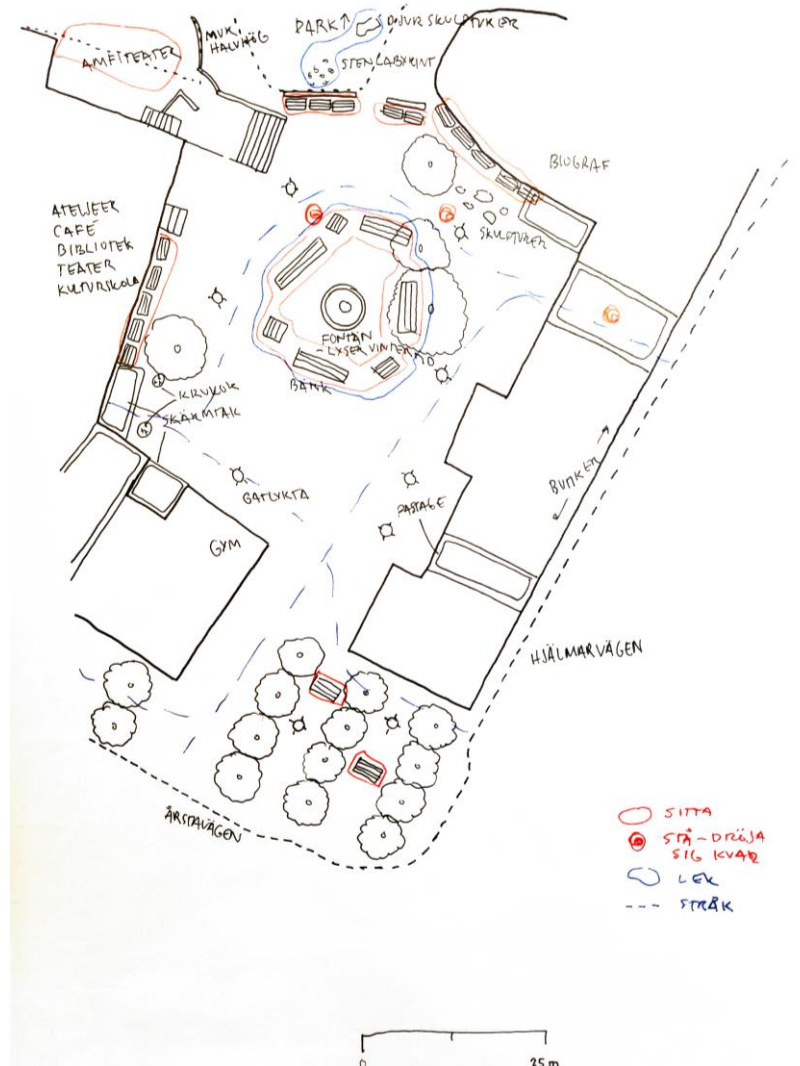 PARK↑
DJURSKULPTURER
MUR
HALVHÖG
AMFITEATER
STENLABYRINT
BIOGRAF
ATELJEER
CAFÉ
BIBLIOTEK
TEATER
KULTURSKOLA
SKULPTURER
FONTÄN
- LYSER VINTERTID
BÄNK
KRUKOR
SKÄRMTAK
GATLYKTA
PASSAGE
BUTIKER
GYM
HJÄLMARVÄGEN
ÅRSTAVÄGEN
SITTA
STÅ-DRÖJA
SIG KVAR
LEK
STRÅK
0 25 m